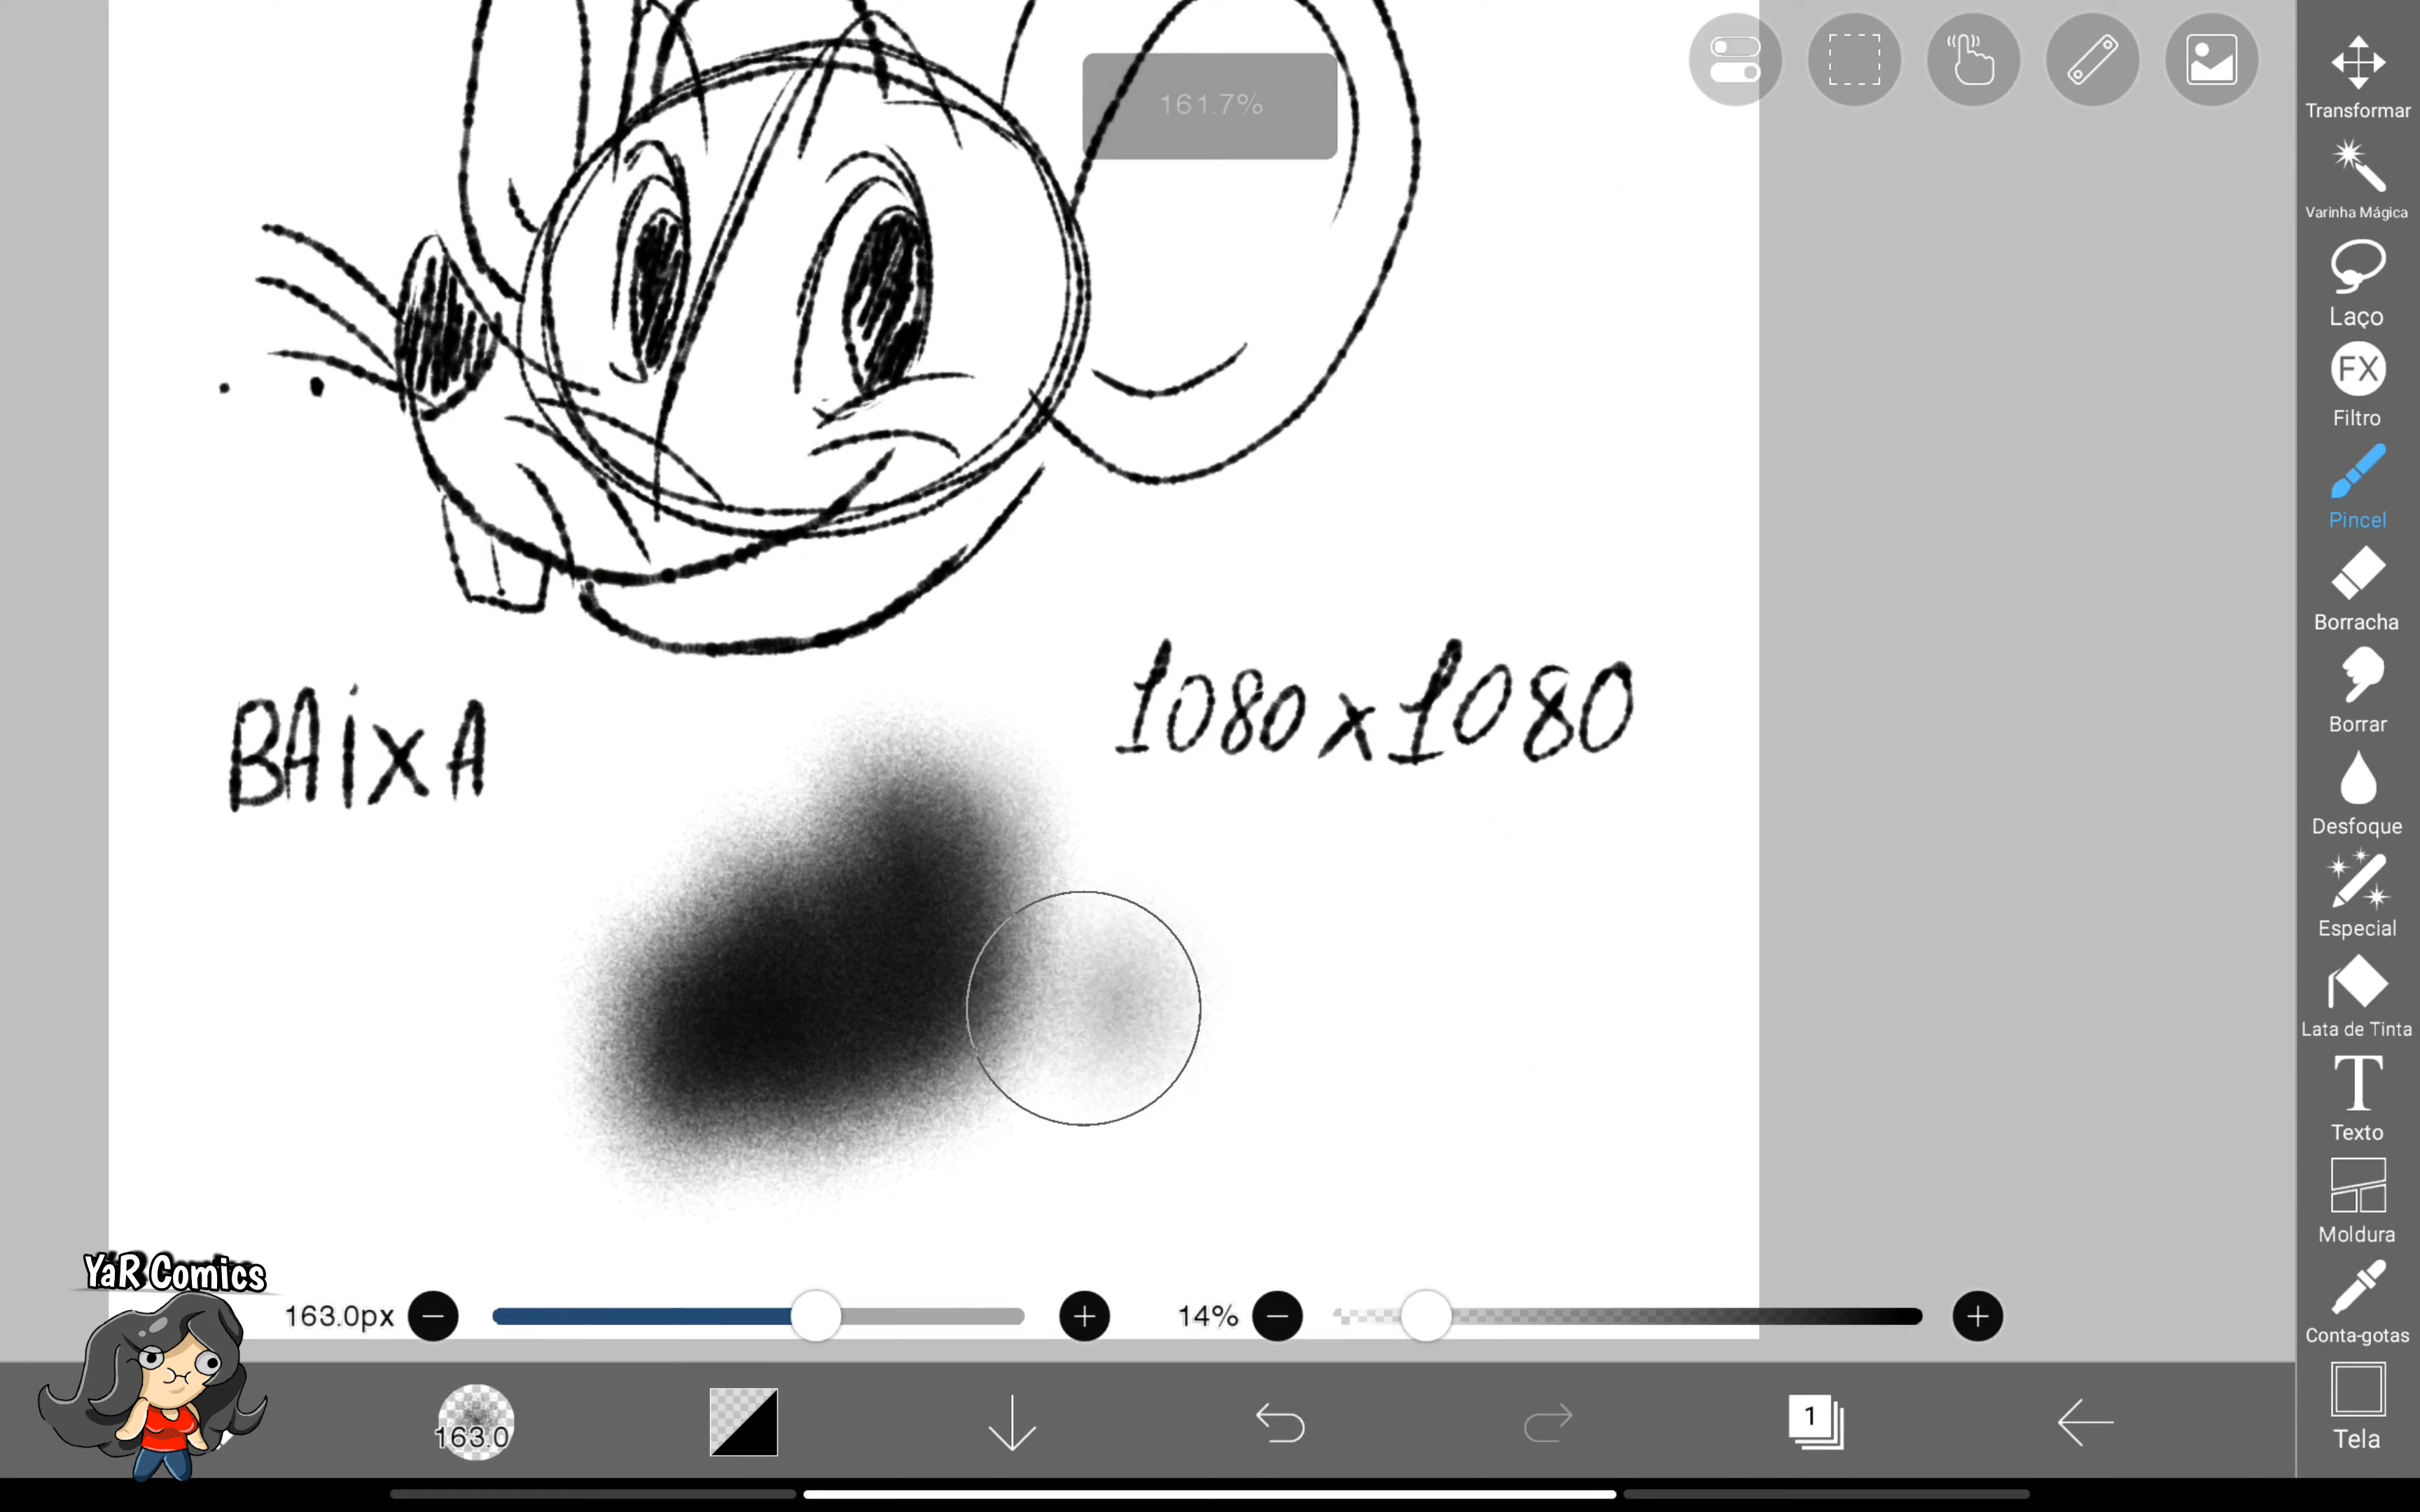 161.7%
Transformar
Varinha Mágica
Laço
FX
Filtro
Pincel
Borracha
Borrar
BAiXA
1080x1080
Desfoque
Especial
Lata de Tinta
T
Texto
Moldura
YaR Comics
163.0px
14%
Conta-gotas
163.0
1
Tela